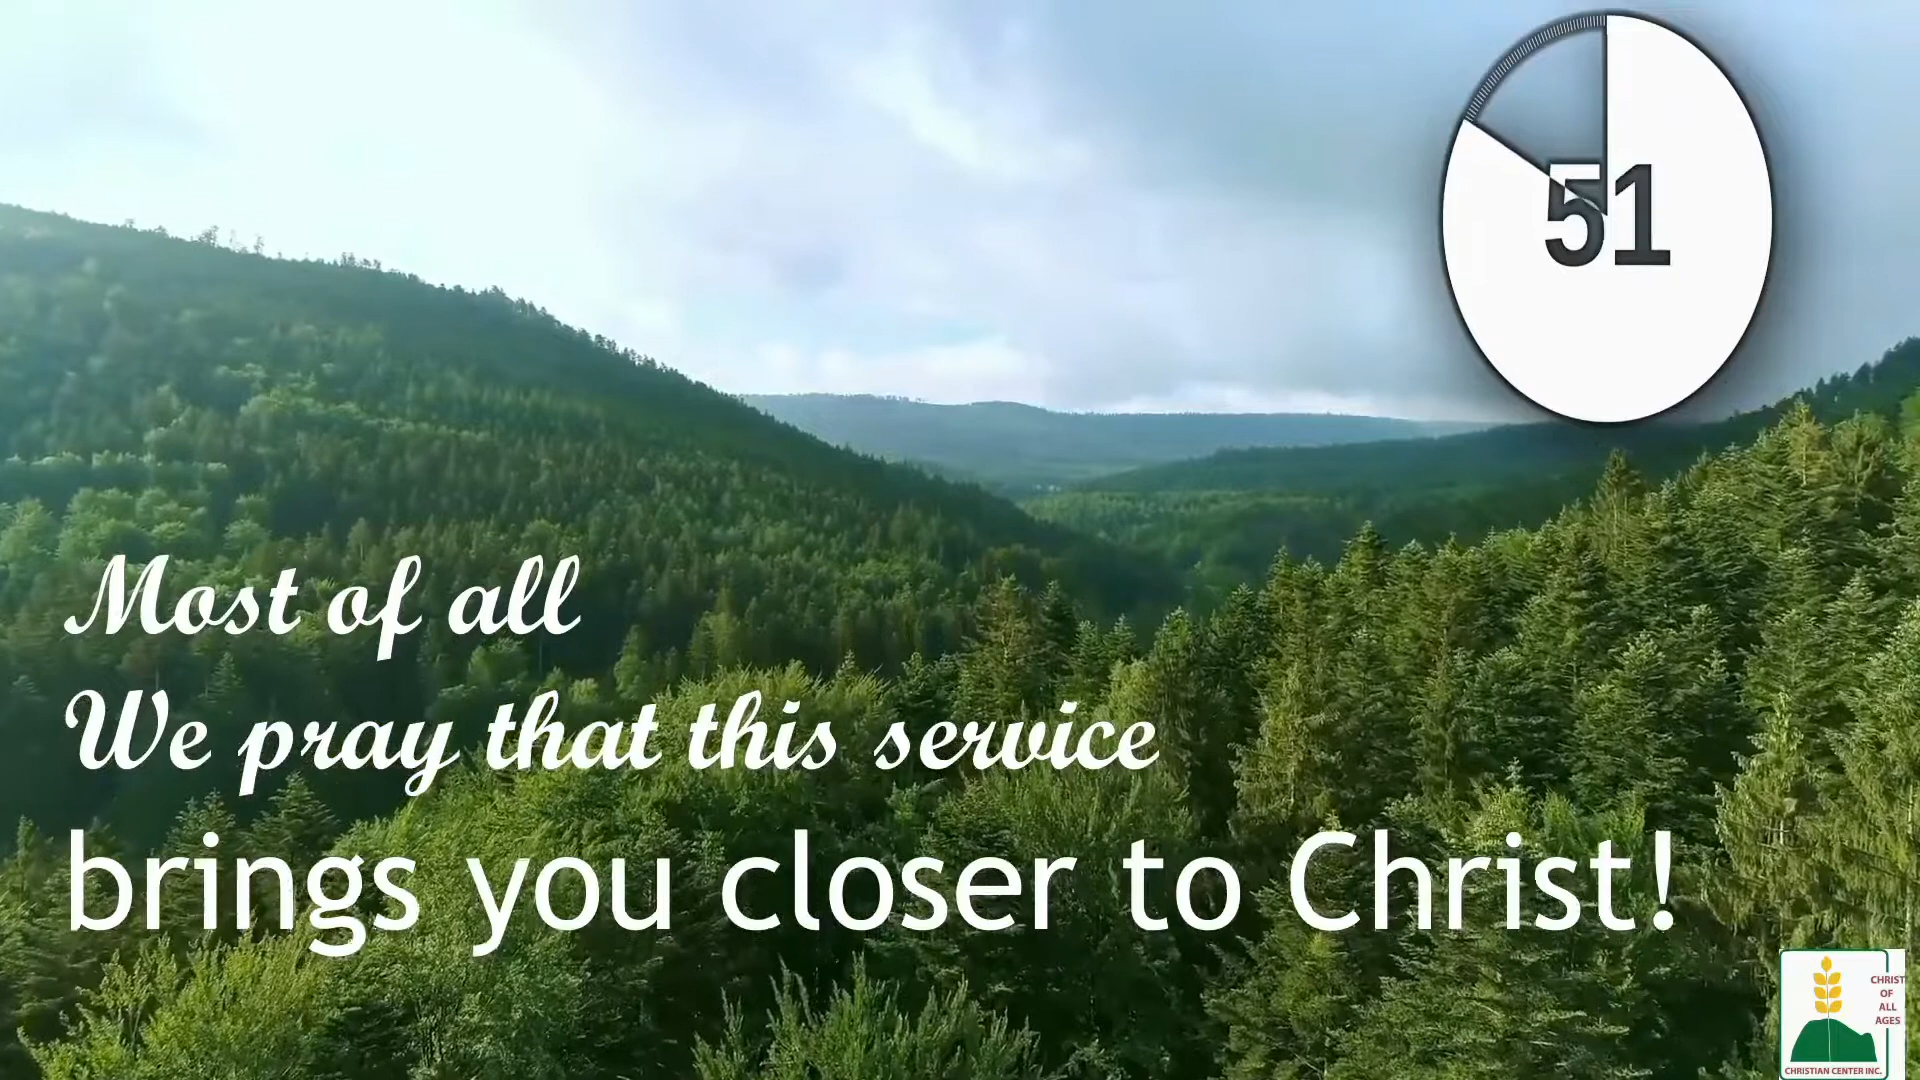 51
Most of all
We pray that this service
brings you closer to Christ!
CHRIST
OF
ALL
AGES
CHRISTIAN CENTER INC.